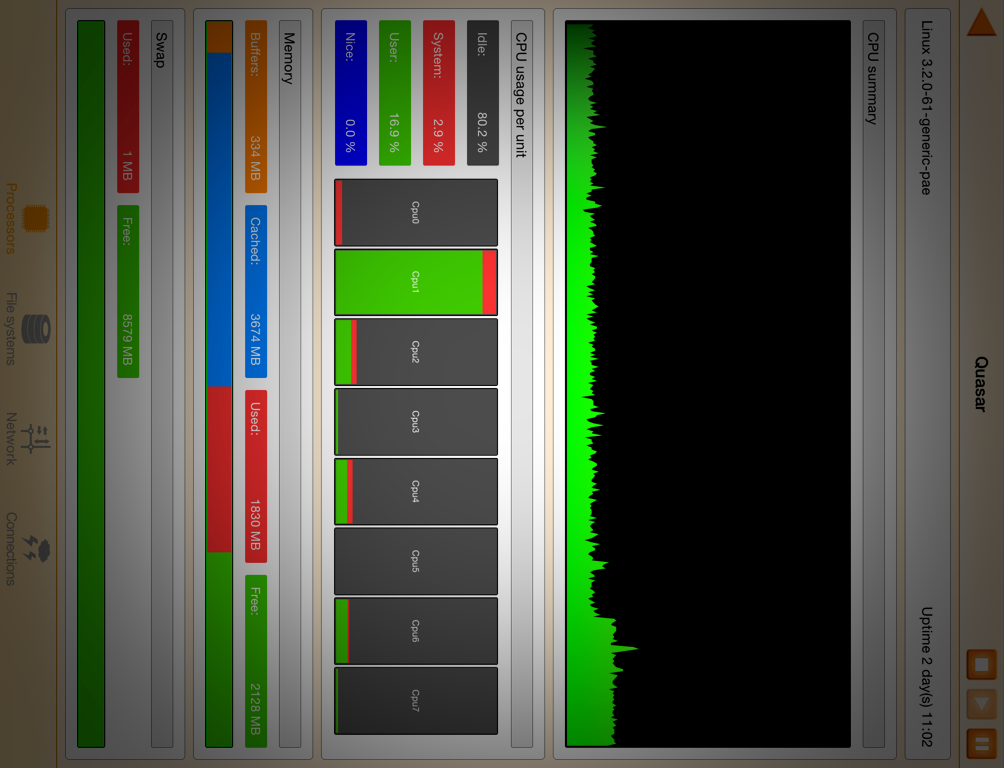 Quasar
Linux 3.2.0-61-generic-pae Uptime 2 day(s) 11:02
CPU summary
CPU usage per unit
Idle: 80.2 %
System: 2.9 %
User: 16.9 %
Nice: 0.0 %
Cpu0 Cpu1 Cpu2 Cpu3 Cpu4 Cpu5 Cpu6 Cpu7
Memory
Buffers: 334 MB Cached: 3674 MB Used: 1830 MB Free: 2128 MB
Swap
Used: 1 MB Free: 8579 MB
Processors File systems Network Connections